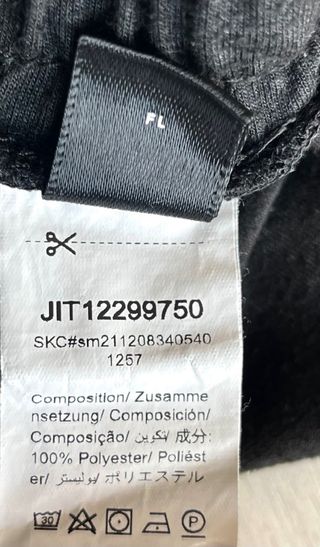 FL
JIT12299750
SKC#sm211208340540
1257
Composition/ Zusamme
nsetzung/ Composición/
Composição/ تكوين/ 成分:
100% Polyester/ Poliést
er/ بوليستر/ ポリエステル
30
P